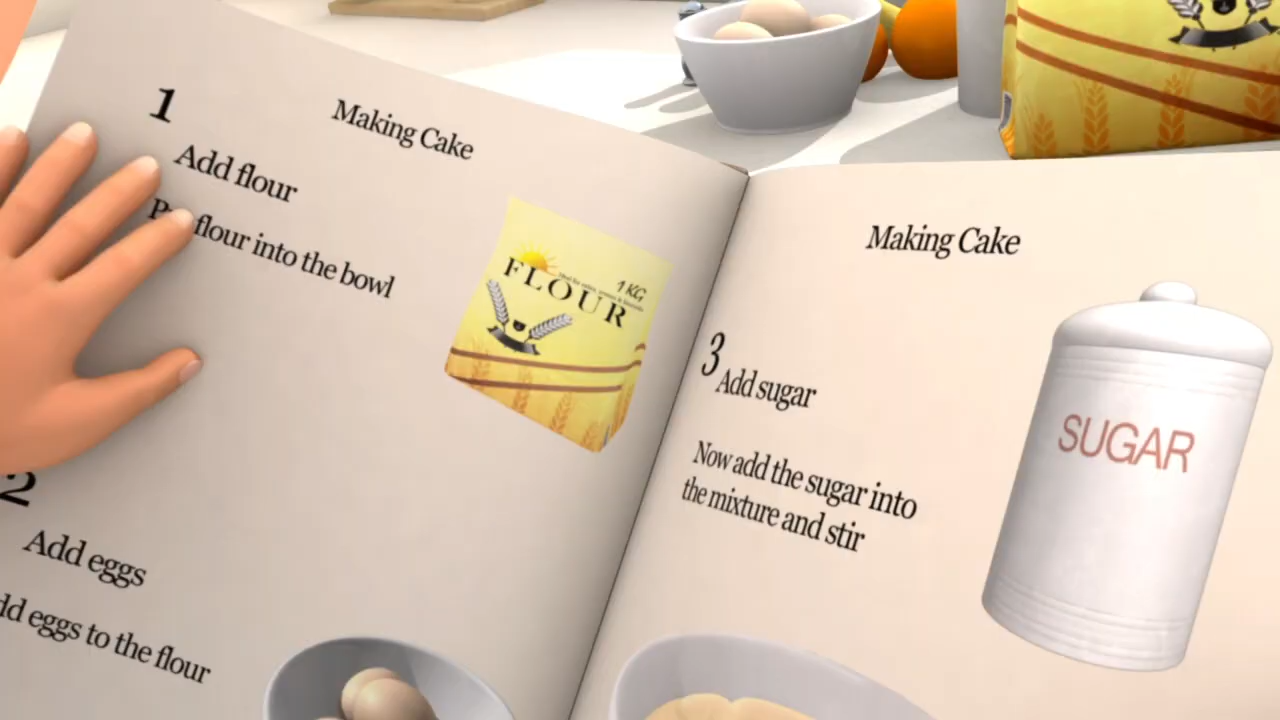 Making Cake
1
Add flour
flour into the bowl
FLOUR
1 KG
2
Add eggs
eggs to the flour
Making Cake
3
Add sugar
Now add the sugar into
the mixture and stir
SUGAR